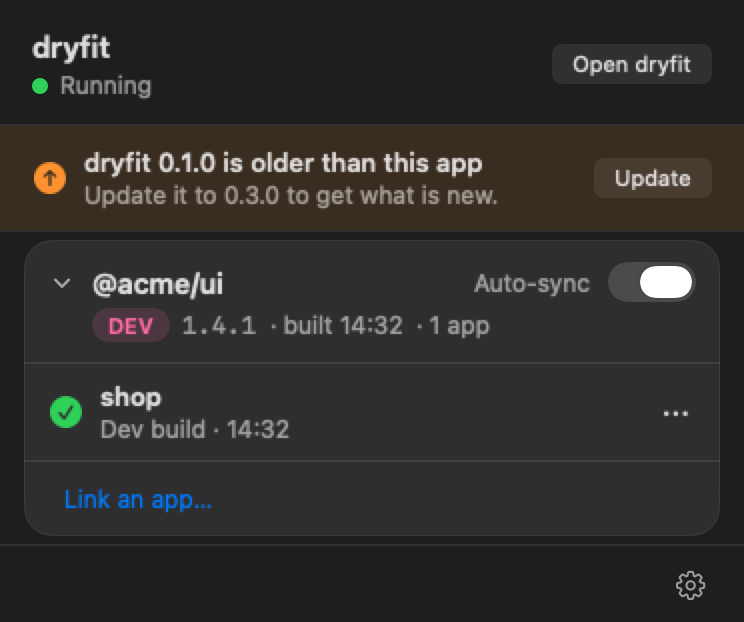 dryfit
Running
Open dryfit
dryfit 0.1.0 is older than this app
Update it to 0.3.0 to get what is new.
Update
@acme/ui
Auto-sync
DEV 1.4.1 · built 14:32 · 1 app
shop
Dev build · 14:32
Link an app...